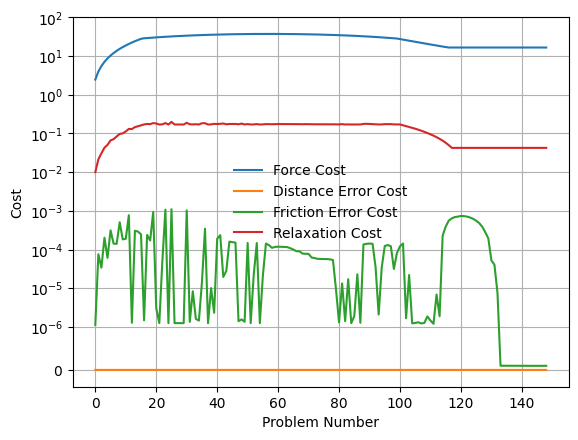 10²
10¹
10⁰
10⁻¹
10⁻²
10⁻³
10⁻⁴
10⁻⁵
10⁻⁶
0
Cost
Force Cost
Distance Error Cost
Friction Error Cost
Relaxation Cost
0 20 40 60 80 100 120 140
Problem Number